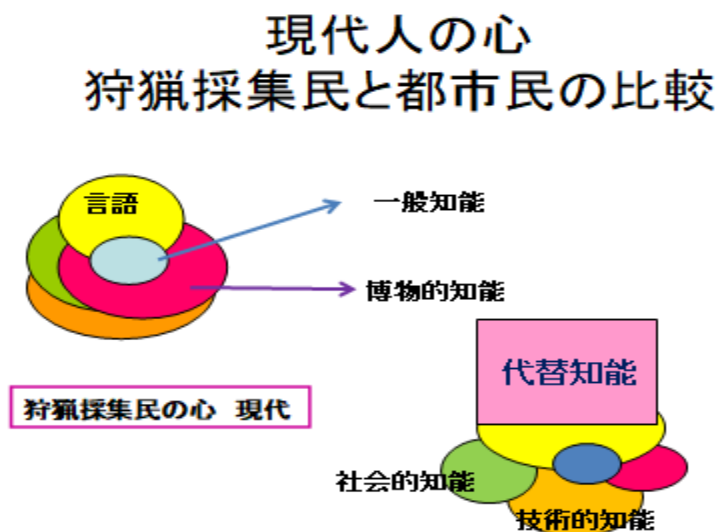 現代人の心
狩猟採集民と都市民の比較
言語
一般知能
博物的知能
代替知能
狩猟採集民の心 現代
社会的知能
技術的知能